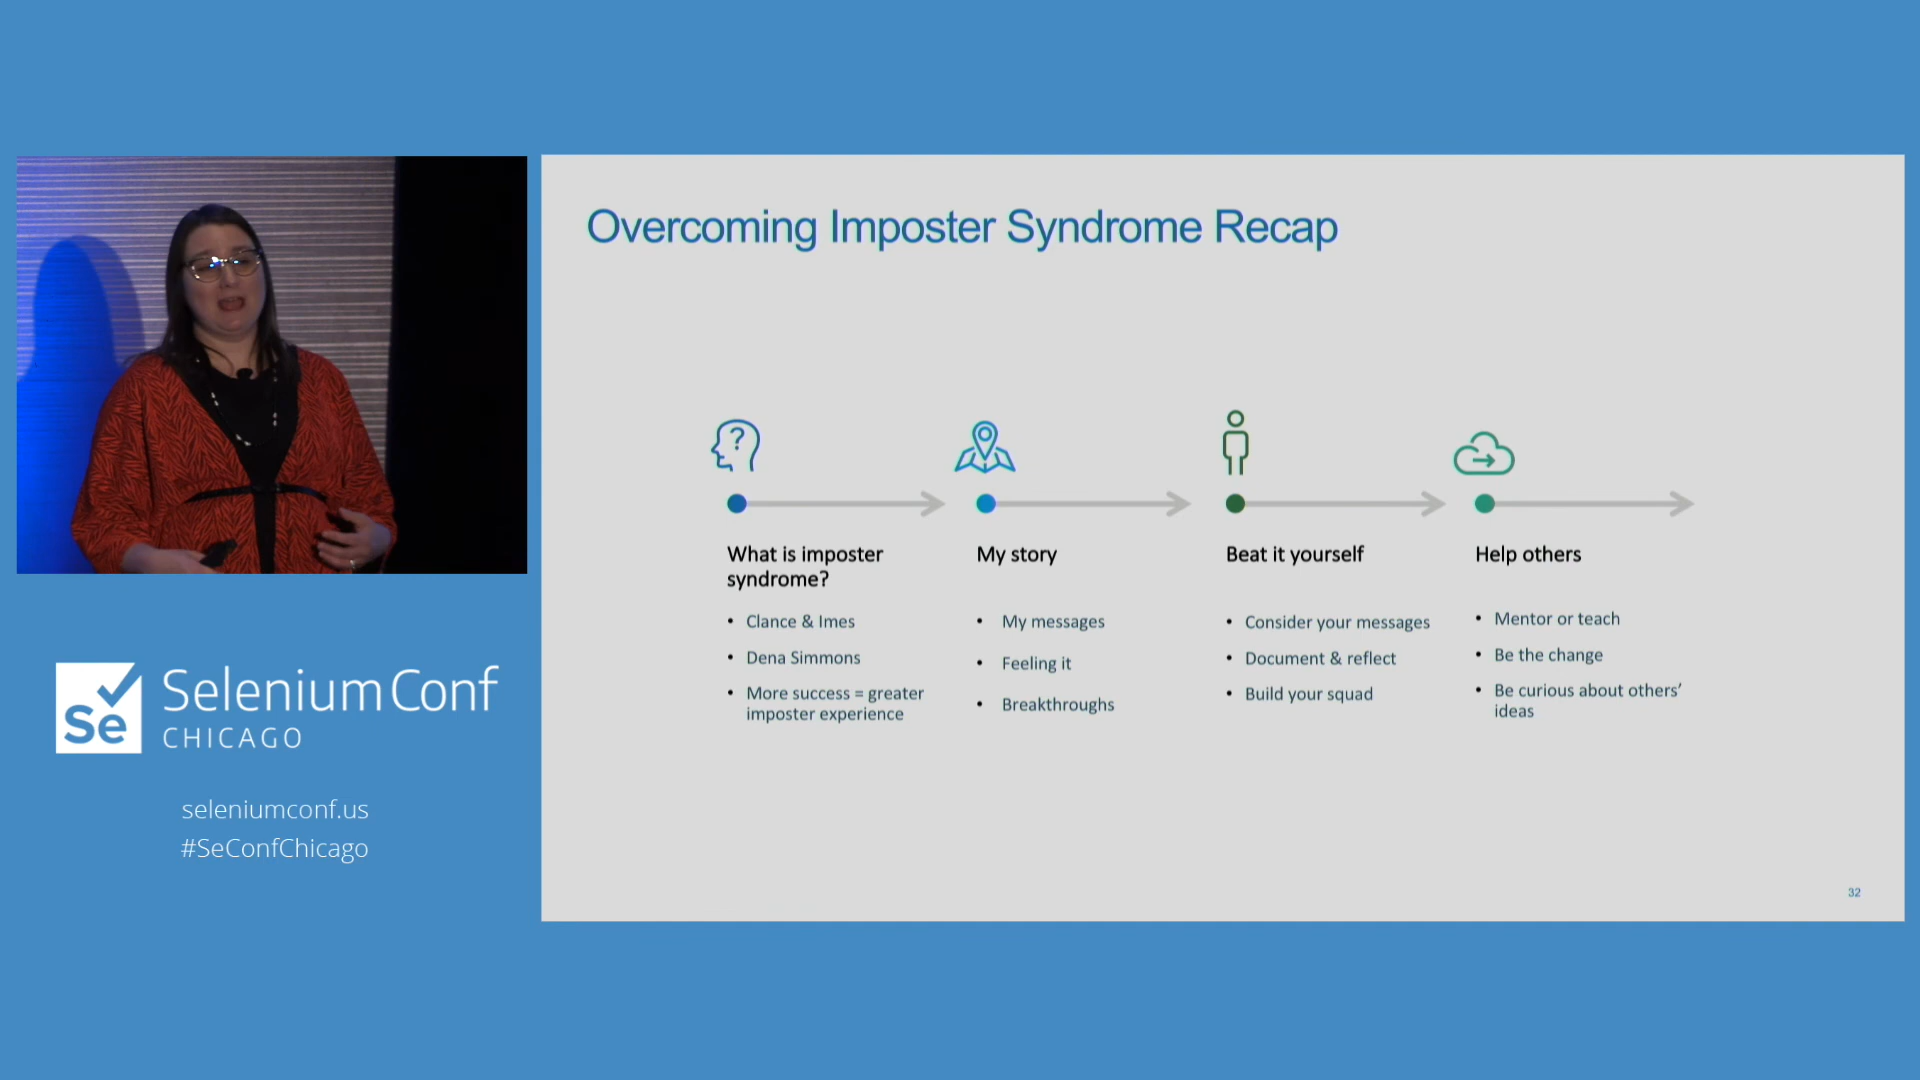 Overcoming Imposter Syndrome Recap
?
What is imposter
syndrome?
• Clance & Imes
• Dena Simmons
• More success = greater
imposter experience
My story
• My messages
• Feeling it
• Breakthroughs
Beat it yourself
• Consider your messages
• Document & reflect
• Build your squad
Help others
• Mentor or teach
• Be the change
• Be curious about others’
ideas
32
Se
Selenium Conf
CHICAGO
seleniumconf.us
#SeConfChicago